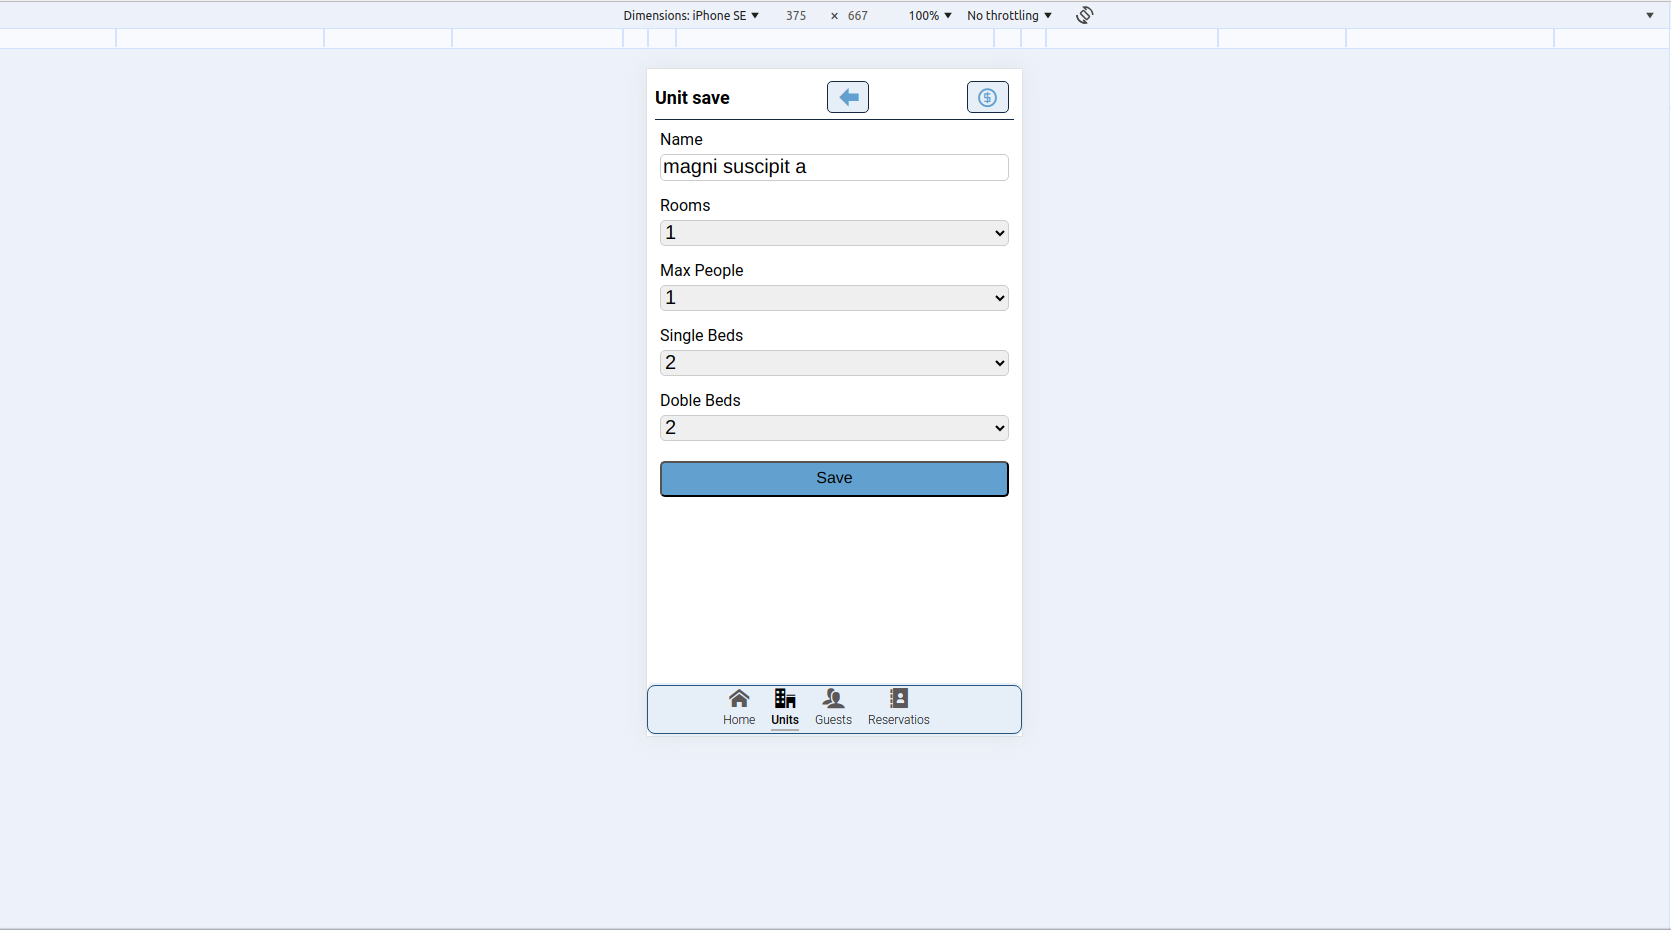 Dimensions: iPhone SE 375 × 667 100% No throttling
Unit save
Name
magni suscipit a
Rooms
1
Max People
1
Single Beds
2
Doble Beds
2
Save
Home Units Guests Reservatios